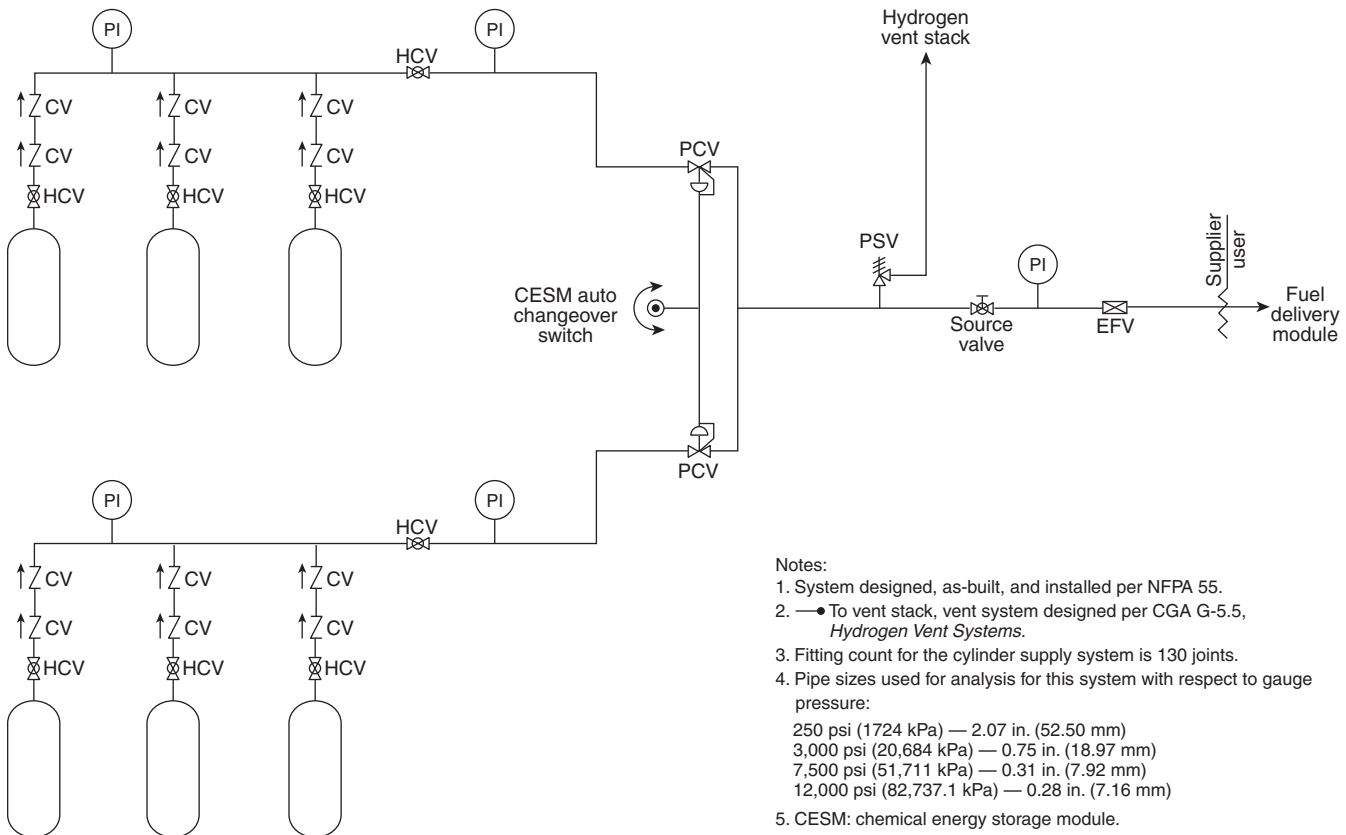 Hydrogen
vent stack
PI
PI
HCV
CV
CV
CV
CV
CV
CV
HCV
HCV
HCV
PCV
PSV
PI
Supplier
user
CESM auto
changeover
switch
Source
valve
EFV
Fuel
delivery
module
PCV
PI
PI
HCV
CV
CV
CV
CV
CV
CV
HCV
HCV
HCV
Notes:
1. System designed, as-built, and installed per NFPA 55.
2. To vent stack, vent system designed per CGA G-5.5,
Hydrogen Vent Systems.
3. Fitting count for the cylinder supply system is 130 joints.
4. Pipe sizes used for analysis for this system with respect to gauge
pressure:
250 psi (1724 kPa) — 2.07 in. (52.50 mm)
3,000 psi (20,684 kPa) — 0.75 in. (18.97 mm)
7,500 psi (51,711 kPa) — 0.31 in. (7.92 mm)
12,000 psi (82,737.1 kPa) — 0.28 in. (7.16 mm)
5. CESM: chemical energy storage module.